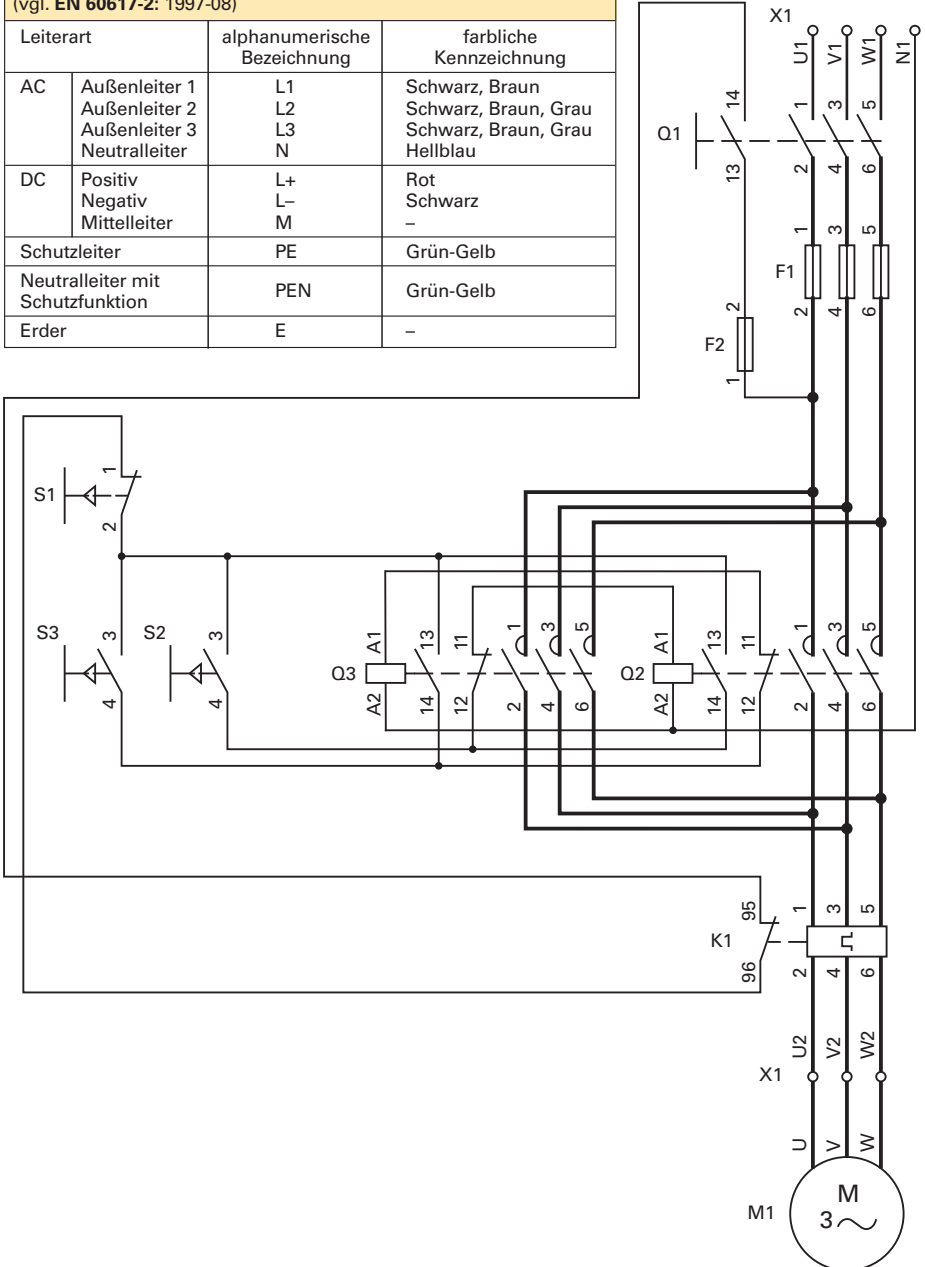 (vgl. EN 60617-2: 1997-08)
Leiterart alphanumerische Bezeichnung farbliche Kennzeichnung
AC Außenleiter 1 L1 Schwarz, Braun
Außenleiter 2 L2 Schwarz, Braun, Grau
Außenleiter 3 L3 Schwarz, Braun, Grau
Neutralleiter N Hellblau
DC Positiv L+ Rot
Negativ L– Schwarz
Mittelleiter M –
Schutzleiter PE Grün-Gelb
Neutralleiter mit Schutzfunktion PEN Grün-Gelb
Erder E –
X1
U1 V1 W1 N1
14 1 3 5
Q1
13 2 4 6
1 3 5
F1
2 2 4 6
F2
1
1
S1
2
S3 3 S2 3 A1 13 11 1 3 5 A1 13 11 1 3 5
Q3 Q2
4 4 A2 14 12 2 4 6 A2 14 12 2 4 6
95 1 3 5
K1
96 2 4 6
U2 V2 W2
X1
U V W
M1 M
3